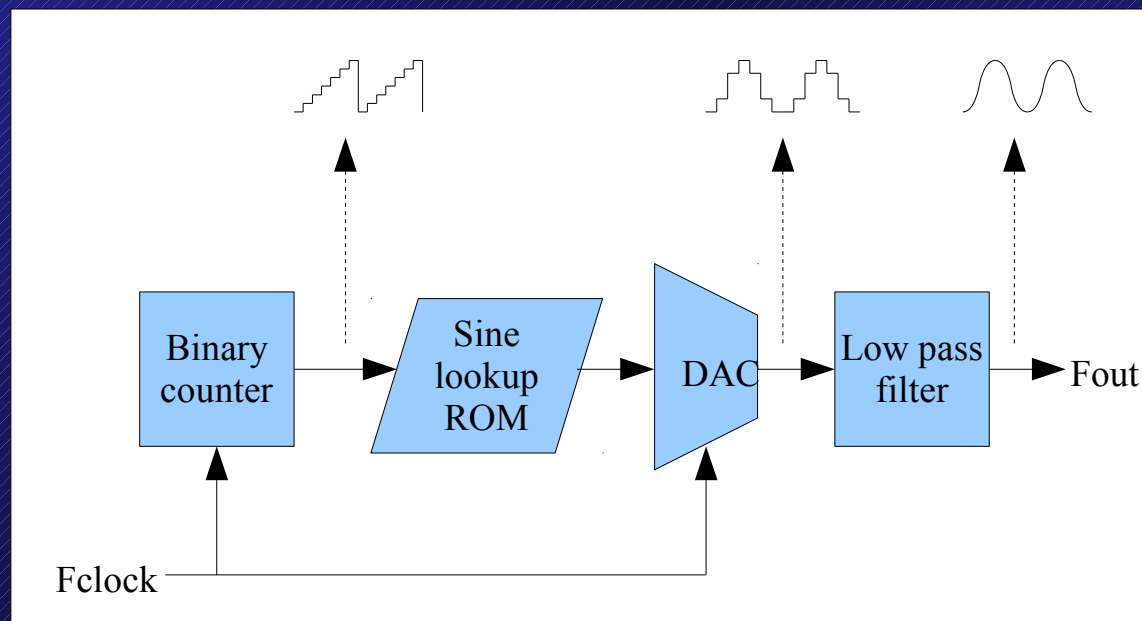 Binary
counter
Sine
lookup
ROM
DAC
Low pass
filter
Fout
Fclock